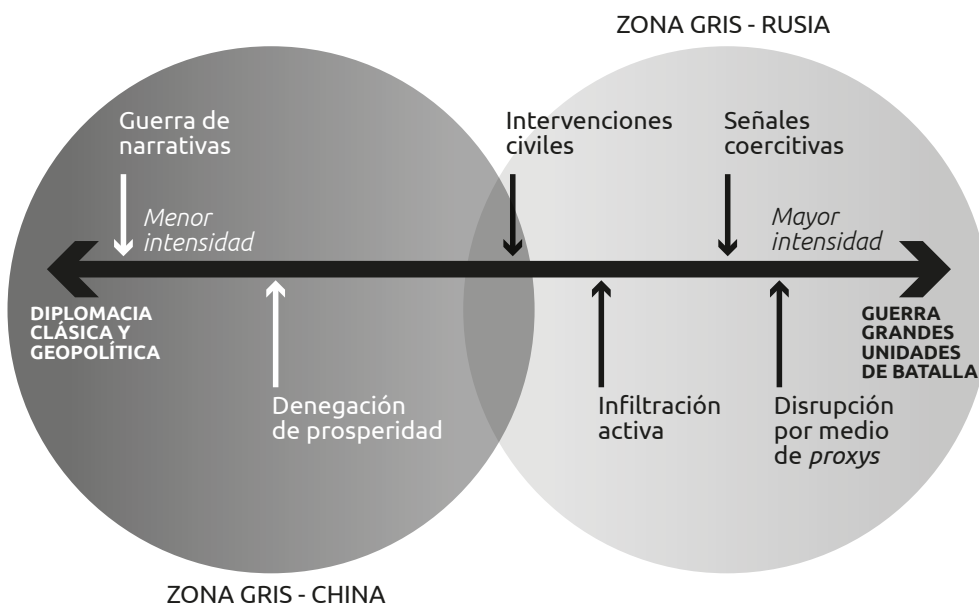 ZONA GRIS - RUSIA
Guerra de
narrativas
Intervenciones
civiles
Señales
coercitivas
Menor
intensidad
Mayor
intensidad
DIPLOMACIA
CLÁSICA Y
GEOPOLÍTICA
GUERRA
GRANDES
UNIDADES
DE BATALLA
Denegación
de prosperidad
Infiltración
activa
Disrupción
por medio
de proxys
ZONA GRIS - CHINA